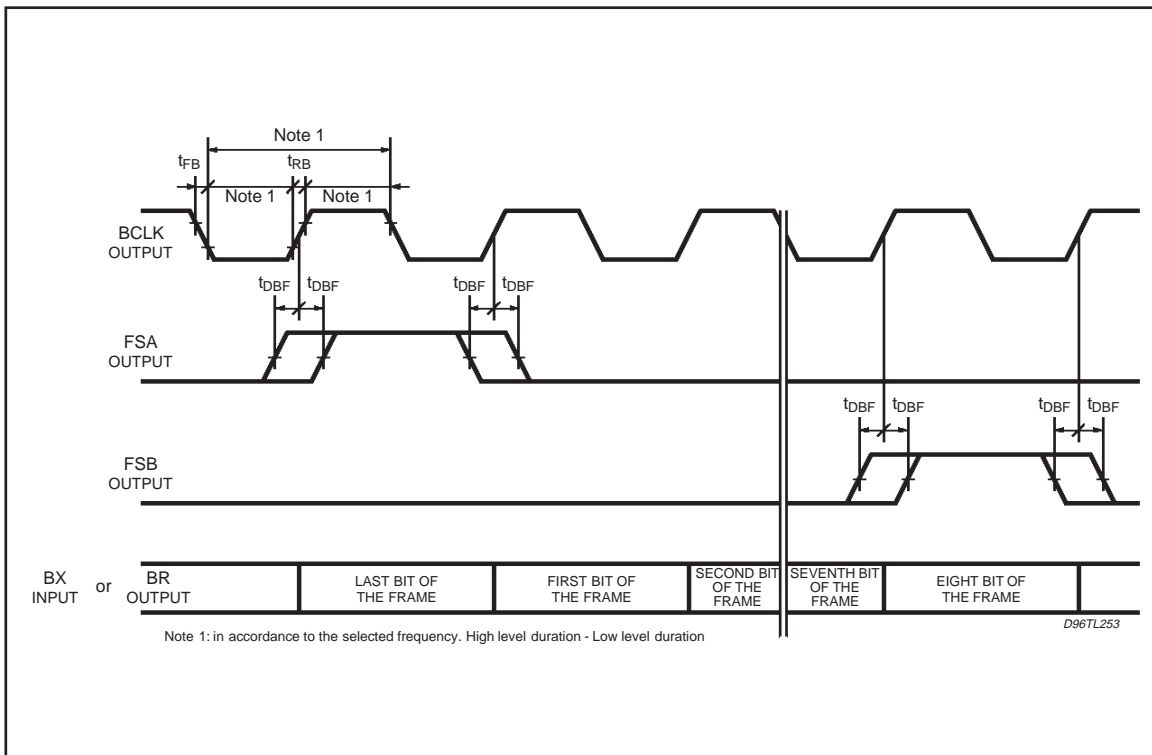 Note 1
tFB
tRB
Note 1
Note 1
BCLK
OUTPUT
tDBF
tDBF
tDBF
tDBF
FSA
OUTPUT
tDBF
tDBF
tDBF
tDBF
FSB
OUTPUT
BX
INPUT
or
BR
OUTPUT
LAST BIT OF
THE FRAME
FIRST BIT OF
THE FRAME
SECOND BIT
OF THE
FRAME
SEVENTH BIT
OF THE
FRAME
EIGHT BIT OF
THE FRAME
Note 1: in accordance to the selected frequency. High level duration - Low level duration
D96TL253